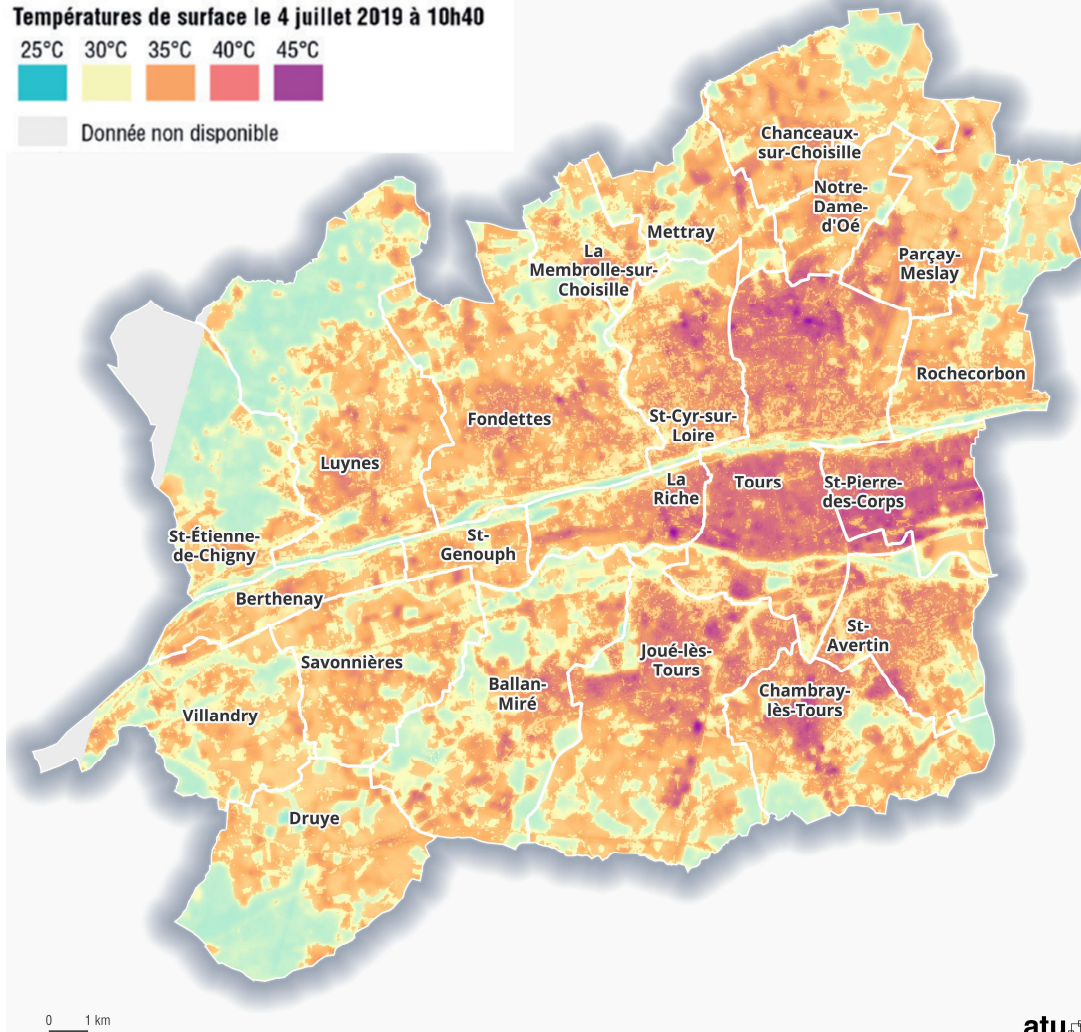 Températures de surface le 4 juillet 2019 à 10h40
25°C 30°C 35°C 40°C 45°C
Donnée non disponible
Chanceaux-
sur-Choisille
Notre-
Dame-
d'Oé
Mettray
La
Membrolle-sur-
Choisille
Parçay-
Meslay
Rochecorbon
Fondettes
St-Cyr-sur-
Loire
Luynes
La
Riche
Tours
St-Pierre-
des-Corps
St-Étienne-
de-Chigny
St-
Genouph
Berthenay
St-
Avertin
Savonnières
Joué-lès-
Tours
Ballan-
Miré
Chambray-
lès-Tours
Villandry
Druye
0 1 km
atu